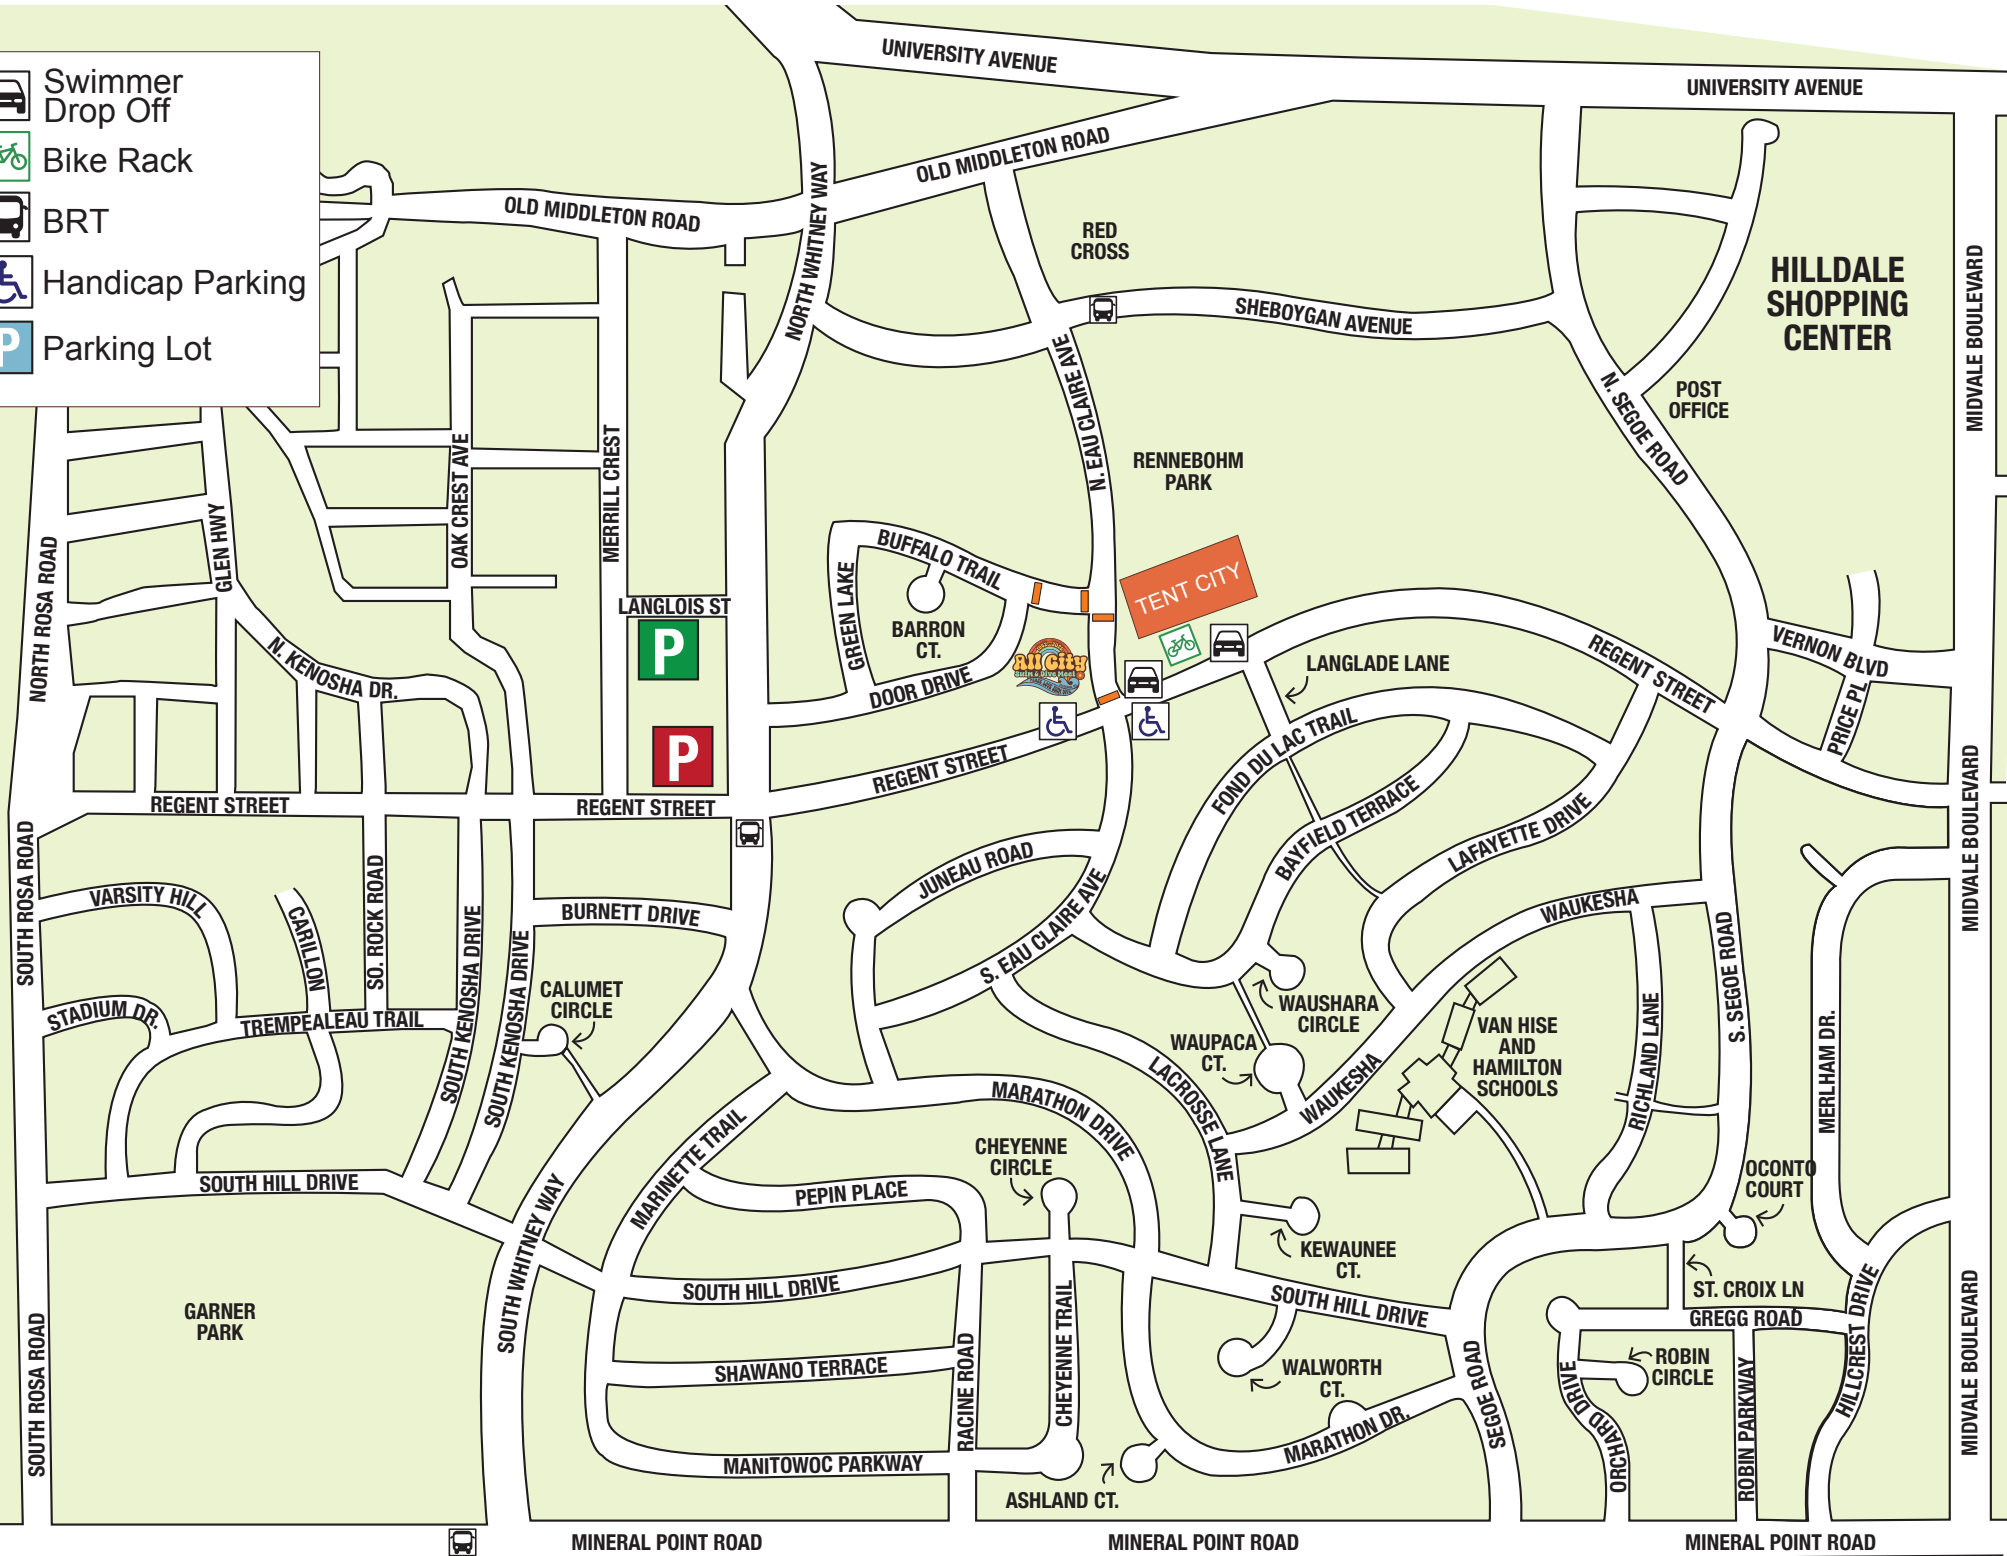 Swimmer
Drop Off
Bike Rack
BRT
Handicap Parking
P
Parking Lot
UNIVERSITY AVENUE
UNIVERSITY AVENUE
OLD MIDDLETON ROAD
OLD MIDDLETON ROAD
NORTH WHITNEY WAY
RED
CROSS
SHEBOYGAN AVENUE
HILLDALE
SHOPPING
CENTER
MIDVALE BOULEVARD
N. EAU CLAIRE AVE
N. SEGOE ROAD
POST
OFFICE
RENNEBOHM
PARK
OAK CREST AVE
MERRILL CREST
GLEN HWY
NORTH ROSA ROAD
BUFFALO TRAIL
GREEN LAKE
BARRON
CT.
DOOR DRIVE
TENT CITY
LANGLOIS ST
P
P
All City
Swim & Dive Meet
N. KENOSHA DR.
LANGLADE LANE
REGENT STREET
VERNON BLVD
PRICE PL
REGENT STREET
REGENT STREET
REGENT STREET
FOND DU LAC TRAIL
BAYFIELD TERRACE
LAFAYETTE DRIVE
MIDVALE BOULEVARD
SOUTH ROSA ROAD
VARSITY HILL
CARILLON
SO. ROCK ROAD
SOUTH KENOSHA DRIVE
SOUTH KENOSHA DRIVE
BURNETT DRIVE
JUNEAU ROAD
S. EAU CLAIRE AVE
WAUKESHA
S. SEGOE ROAD
STADIUM DR.
TREMPEALEAU TRAIL
CALUMET
CIRCLE
WAUSHARA
CIRCLE
WAUPACA
CT.
VAN HISE
AND
HAMILTON
SCHOOLS
RICHLAND LANE
MERLHAM DR.
LACROSSE LANE
WAUKESHA
MARATHON DRIVE
MARINETTE TRAIL
CHEYENNE
CIRCLE
PEPIN PLACE
SOUTH HILL DRIVE
SOUTH WHITNEY WAY
OCONTO
COURT
KEWAUNEE
CT.
SOUTH HILL DRIVE
SOUTH HILL DRIVE
ST. CROIX LN
GREGG ROAD
GARNER
PARK
SOUTH ROSA ROAD
SHAWANO TERRACE
RACINE ROAD
CHEYENNE TRAIL
WALWORTH
CT.
MARATHON DR.
SEGOE ROAD
ROBIN
CIRCLE
ORCHARD DRIVE
ROBIN PARKWAY
HILLCREST DRIVE
MIDVALE BOULEVARD
MANITOWOC PARKWAY
ASHLAND CT.
MINERAL POINT ROAD
MINERAL POINT ROAD
MINERAL POINT ROAD